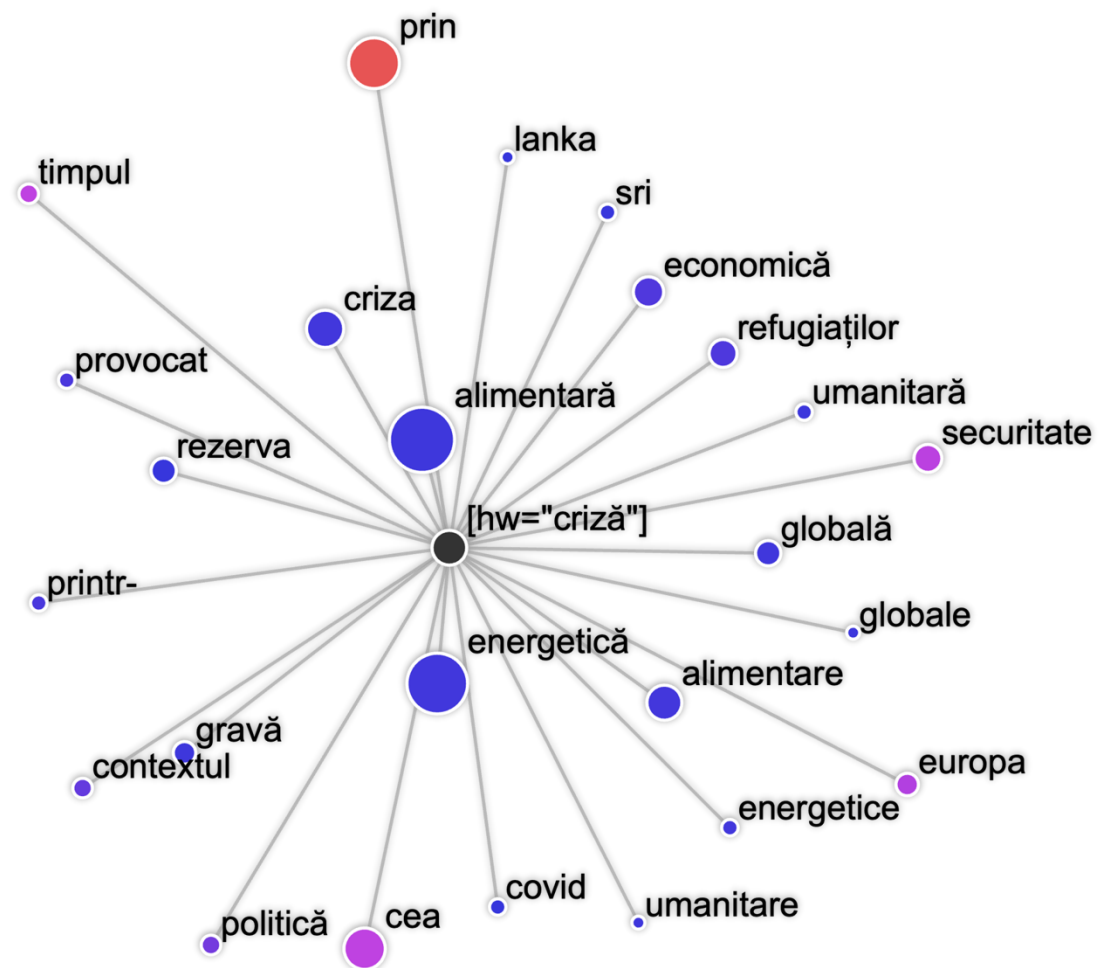 prin
lanka
timpul
sri
economică
criza
refugiaților
provocat
umanitară
alimentară
securitate
rezerva
[hw="criză"]
globală
printr-
globale
energetică
alimentare
gravă
contextul
europa
energetice
covid
umanitare
politică
cea